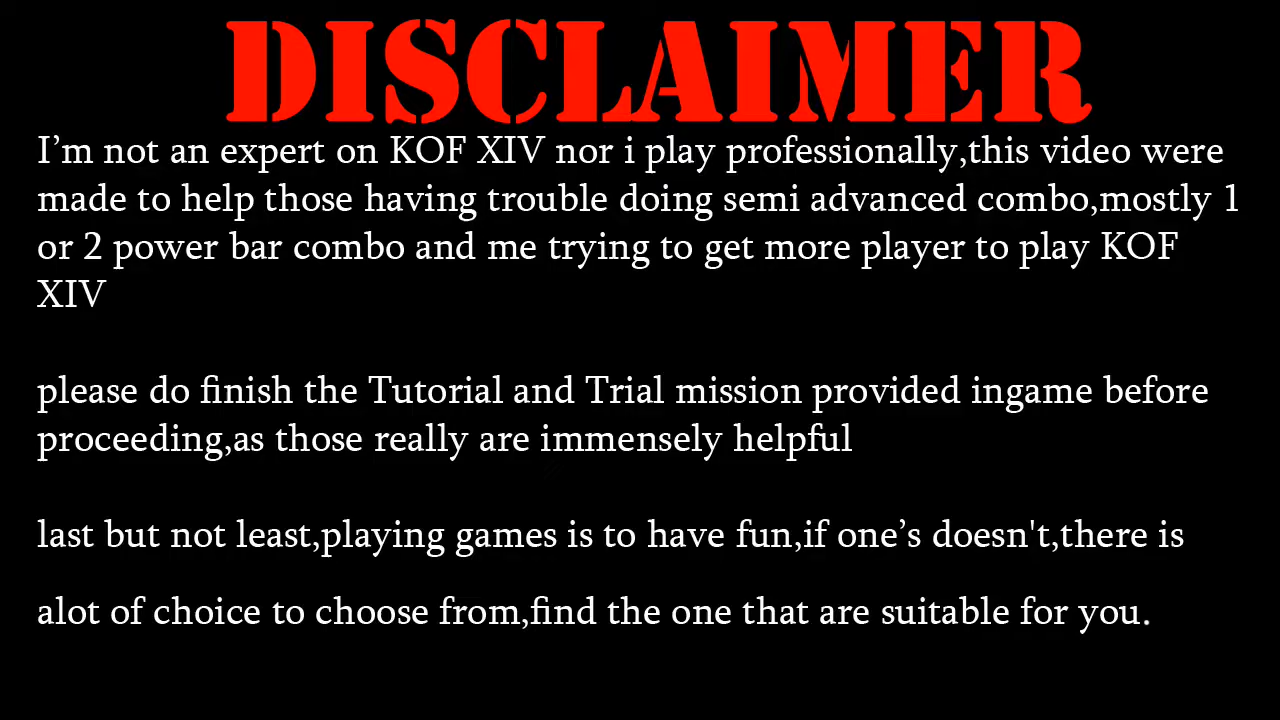 DISCLAIMER
I’m not an expert on KOF XIV nor i play professionally,this video were
made to help those having trouble doing semi advanced combo,mostly 1
or 2 power bar combo and me trying to get more player to play KOF
XIV
please do finish the Tutorial and Trial mission provided ingame before
proceeding,as those really are immensely helpful
last but not least,playing games is to have fun,if one’s doesn't,there is
alot of choice to choose from,find the one that are suitable for you.